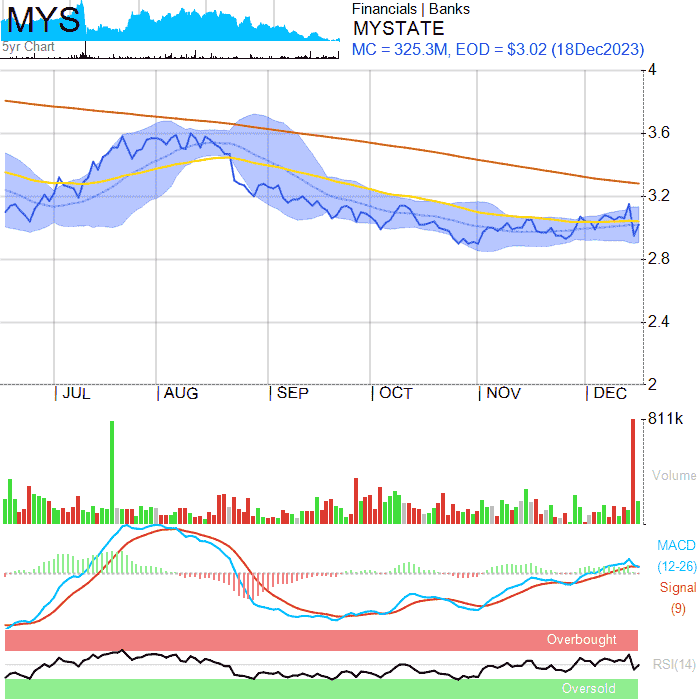 MYS
5yr Chart
Financials | Banks
MYSTATE
MC = 325.3M, EOD = $3.02 (18Dec2023)
4
3.6
3.2
2.8
2.4
2
JUL AUG SEP OCT NOV DEC
811k
Volume
MACD
(12-26)
Signal
(9)
Overbought
RSI(14)
Oversold